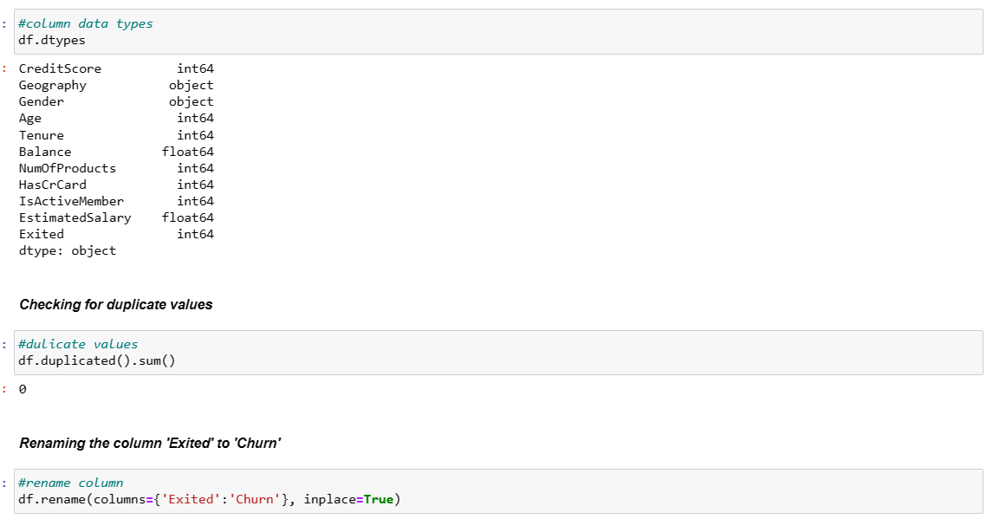 : #column data types
df.dtypes
: CreditScore int64
Geography object
Gender object
Age int64
Tenure int64
Balance float64
NumOfProducts int64
HasCrCard int64
IsActiveMember int64
EstimatedSalary float64
Exited int64
dtype: object
Checking for duplicate values
: #dulicate values
df.duplicated().sum()
: 0
Renaming the column 'Exited' to 'Churn'
: #rename column
df.rename(columns={'Exited':'Churn'}, inplace=True)